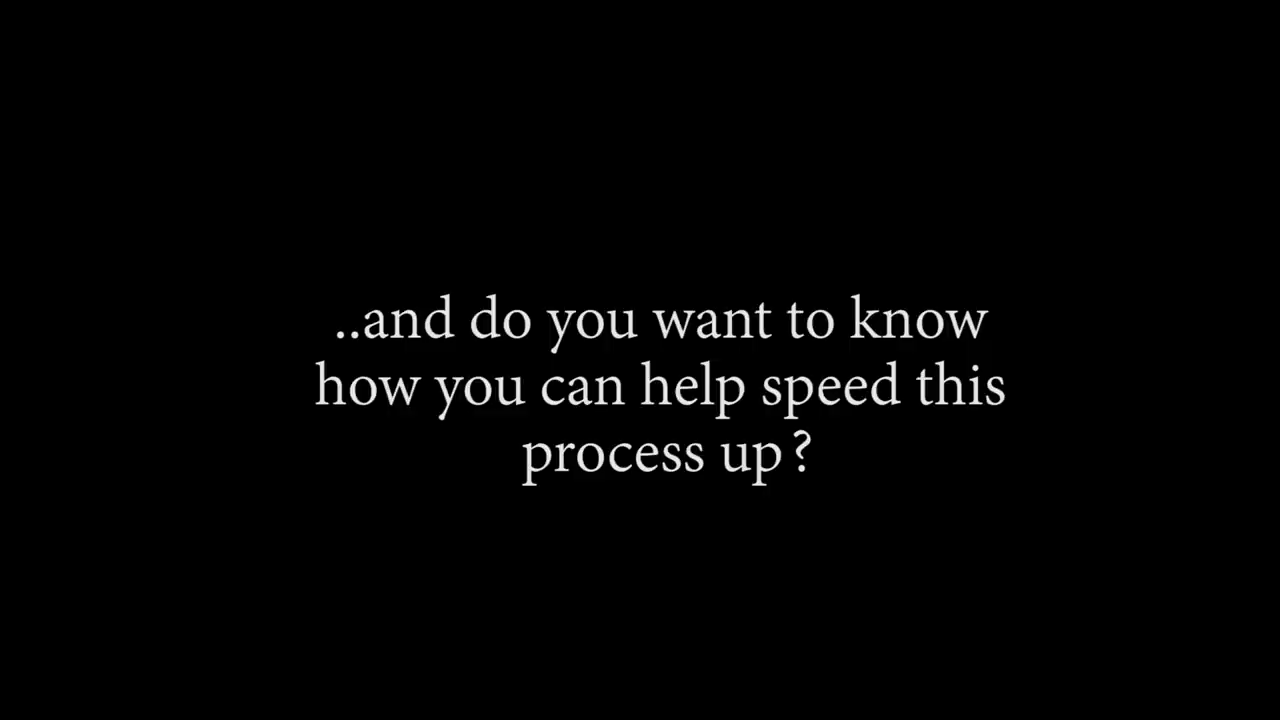 ..and do you want to know
how you can help speed this
process up?